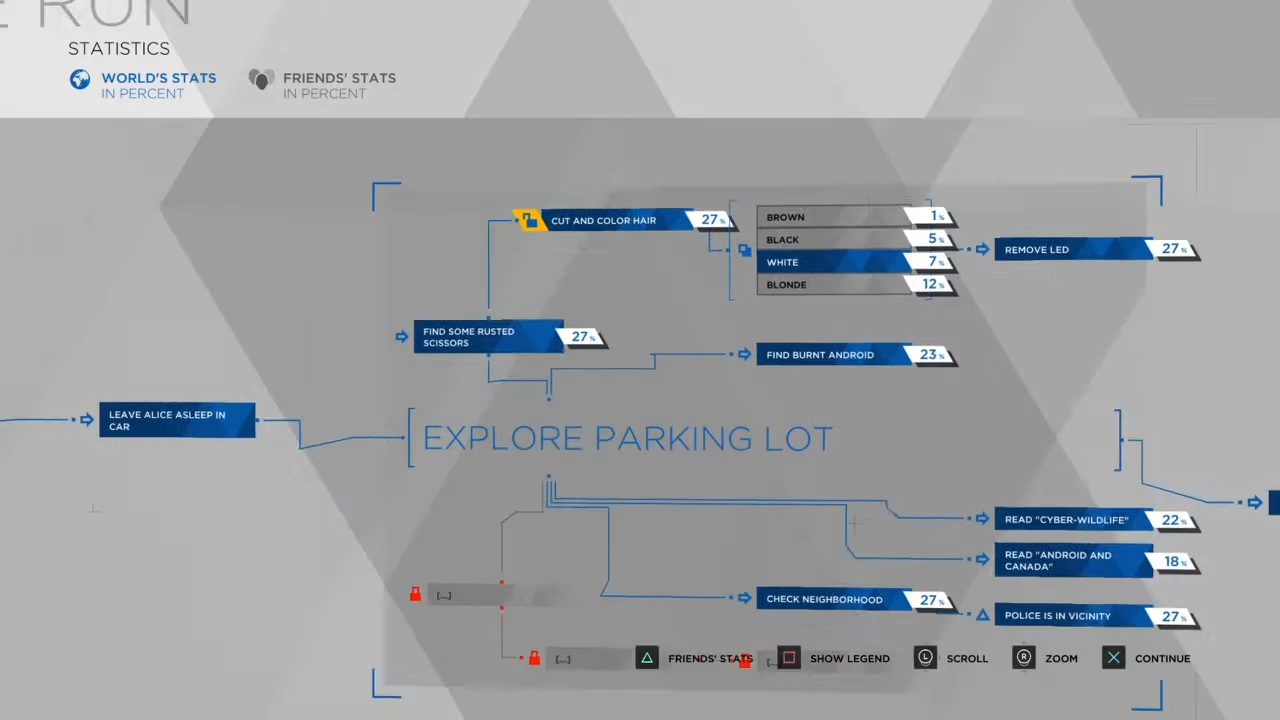 E RUN
STATISTICS
WORLD'S STATS
IN PERCENT
FRIENDS' STATS
IN PERCENT
CUT AND COLOR HAIR 27%
BROWN 1%
BLACK 5%
WHITE 7%
BLONDE 12%
REMOVE LED 27%
FIND SOME RUSTED
SCISSORS 27%
FIND BURNT ANDROID 23%
LEAVE ALICE ASLEEP IN
CAR
EXPLORE PARKING LOT
READ "CYBER-WILDLIFE" 22%
READ "ANDROID AND
CANADA" 18%
[...]
CHECK NEIGHBORHOOD 27%
POLICE IS IN VICINITY 27%
[...]
FRIENDS' STATS
[...
SHOW LEGEND
L SCROLL
R ZOOM
CONTINUE